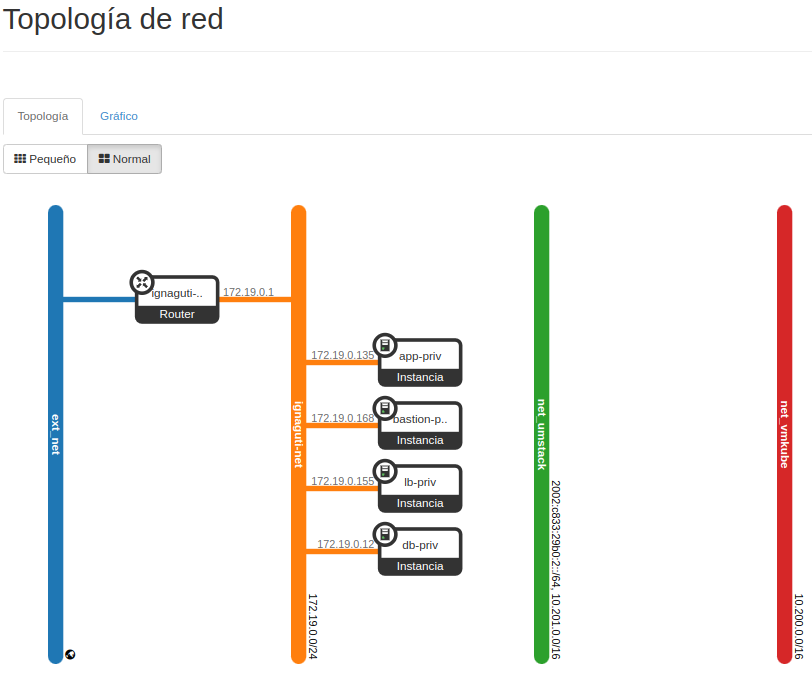 Topología de red
Topología
Gráfico
Pequeño
Normal
ext_net
ignaguti-..
Router
172.19.0.1
ignaguti-net
172.19.0.0/24
172.19.0.135
app-priv
Instancia
172.19.0.168
bastion-p..
Instancia
172.19.0.155
lb-priv
Instancia
172.19.0.12
db-priv
Instancia
net_umstack
2002:c833:29b0:2::/64, 10.201.0.0/16
net_vmkube
10.200.0.0/16